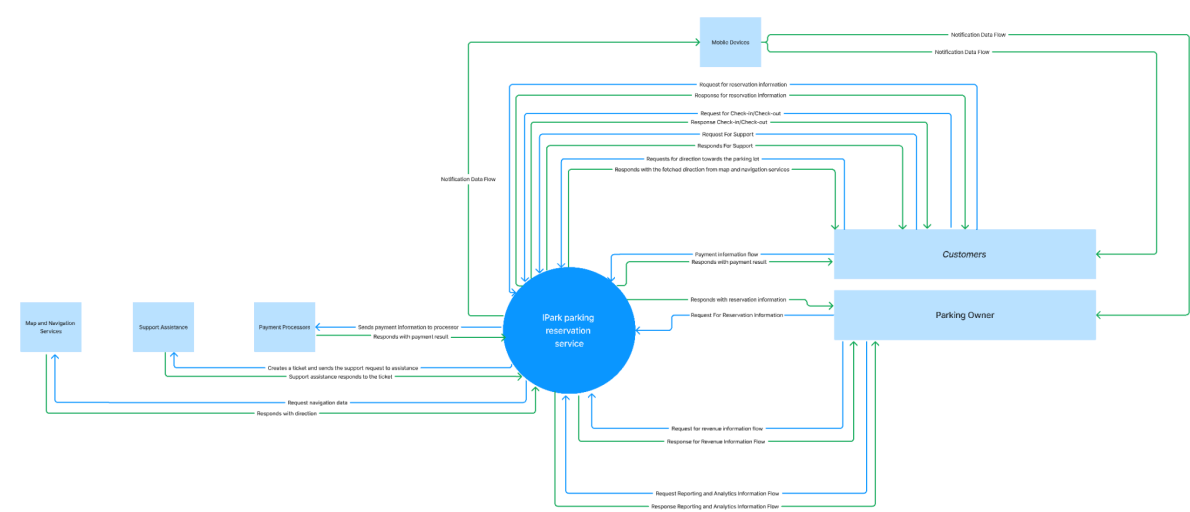 Mobile Devices
Notification Data Flow
Notification Data Flow
Request for reservation information
Response for reservation information
Request for Check-in/Check-out
Response Check-in/Check-out
Request For Support
Responds For Support
Requests for direction towards the parking lot
Responds with the fetched direction from map and navigation services
Notification Data Flow
Payment information flow
Responds with payment result
Customers
Responds with reservation information
Request For Reservation Information
Parking Owner
IPark parking
reservation
service
Map and Navigation
Services
Support Assistance
Payment Processes
Sends payment information to processor
Responds with payment result
Creates a ticket and sends the support request to assistance
Support assistance responds to the ticket
Request navigation data
Responds with direction
Request for revenue information flow
Response for Revenue Information Flow
Request Reporting and Analytics Information Flow
Response Reporting and Analytics Information Flow